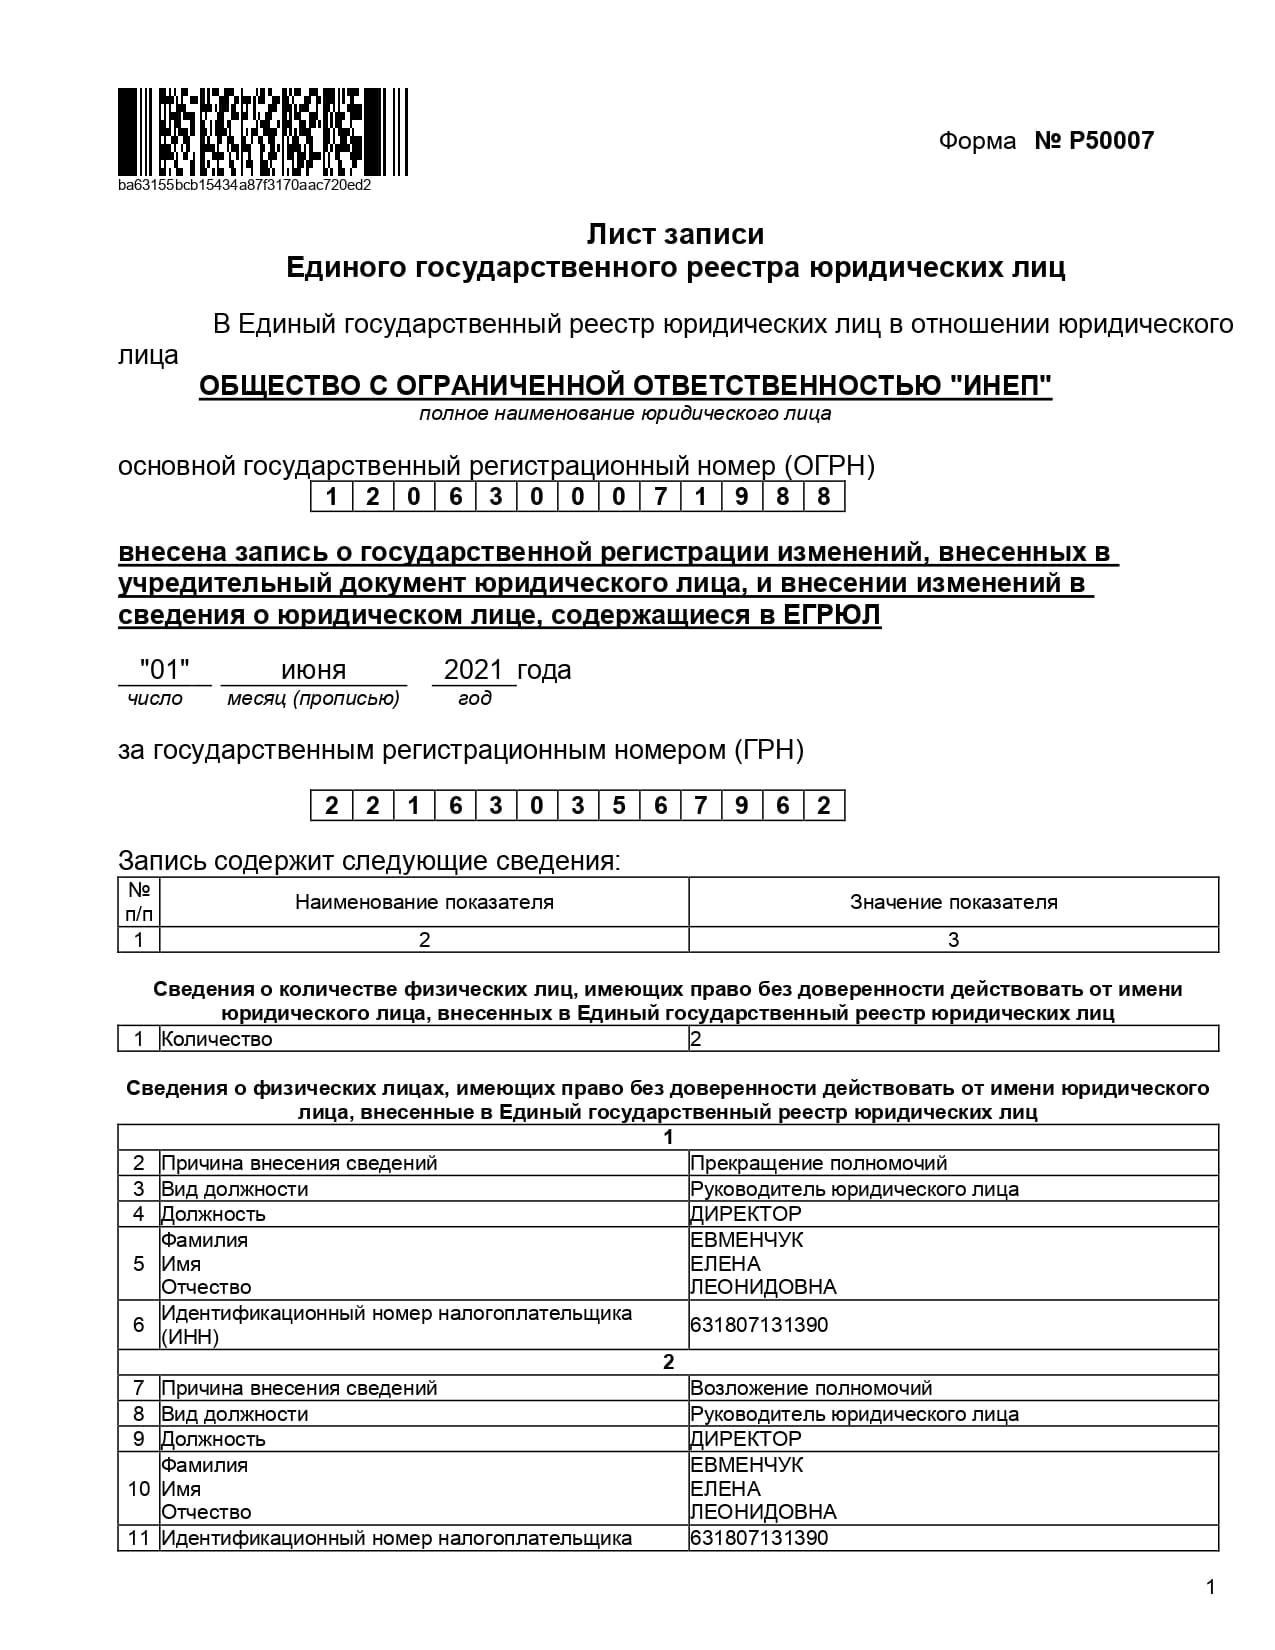 ba63155bcb15434a87f3170aac720ed2
Форма № Р50007
Лист записи
Единого государственного реестра юридических лиц
В Единый государственный реестр юридических лиц в отношении юридического
лица
ОБЩЕСТВО С ОГРАНИЧЕННОЙ ОТВЕТСТВЕННОСТЬЮ "ИНЕП"
полное наименование юридического лица
основной государственный регистрационный номер (ОГРН)
1 2 0 6 3 0 0 0 7 1 9 8 8
внесена запись о государственной регистрации изменений, внесенных в
учредительный документ юридического лица, и внесении изменений в
сведения о юридическом лице, содержащиеся в ЕГРЮЛ
"01" июня 2021 года
число месяц (прописью) год
за государственным регистрационным номером (ГРН)
2 2 1 6 3 0 3 5 6 7 9 6 2
Запись содержит следующие сведения:
№ п/п Наименование показателя Значение показателя
1 2 3
Сведения о количестве физических лиц, имеющих право без доверенности действовать от имени
юридического лица, внесенных в Единый государственный реестр юридических лиц
1 Количество 2
Сведения о физических лицах, имеющих право без доверенности действовать от имени юридического
лица, внесенные в Единый государственный реестр юридических лиц
1
2 Причина внесения сведений Прекращение полномочий
3 Вид должности Руководитель юридического лица
4 Должность ДИРЕКТОР
Фамилия ЕВМЕНЧУК
5 Имя ЕЛЕНА
Отчество ЛЕОНИДОВНА
6 Идентификационный номер налогоплательщика 631807131390
(ИНН)
2
7 Причина внесения сведений Возложение полномочий
8 Вид должности Руководитель юридического лица
9 Должность ДИРЕКТОР
Фамилия ЕВМЕНЧУК
10 Имя ЕЛЕНА
Отчество ЛЕОНИДОВНА
11 Идентификационный номер налогоплательщика 631807131390
1